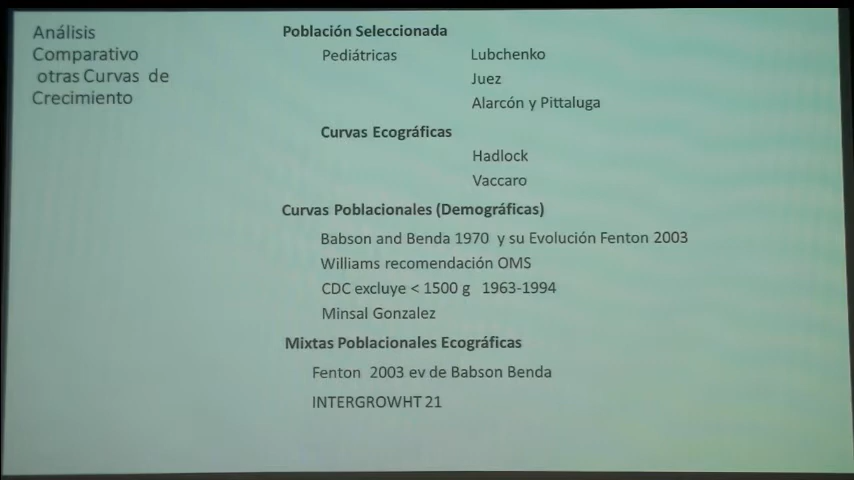 Análisis
Comparativo
otras Curvas de
Crecimiento
Población Seleccionada
Pediátricas Lubchenko
Juez
Alarcón y Pittaluga
Curvas Ecográficas
Hadlock
Vaccaro
Curvas Poblacionales (Demográficas)
Babson and Benda 1970 y su Evolución Fenton 2003
Williams recomendación OMS
CDC excluye < 1500 g 1963-1994
Minsal Gonzalez
Mixtas Poblacionales Ecográficas
Fenton 2003 ev de Babson Benda
INTERGROWHT 21